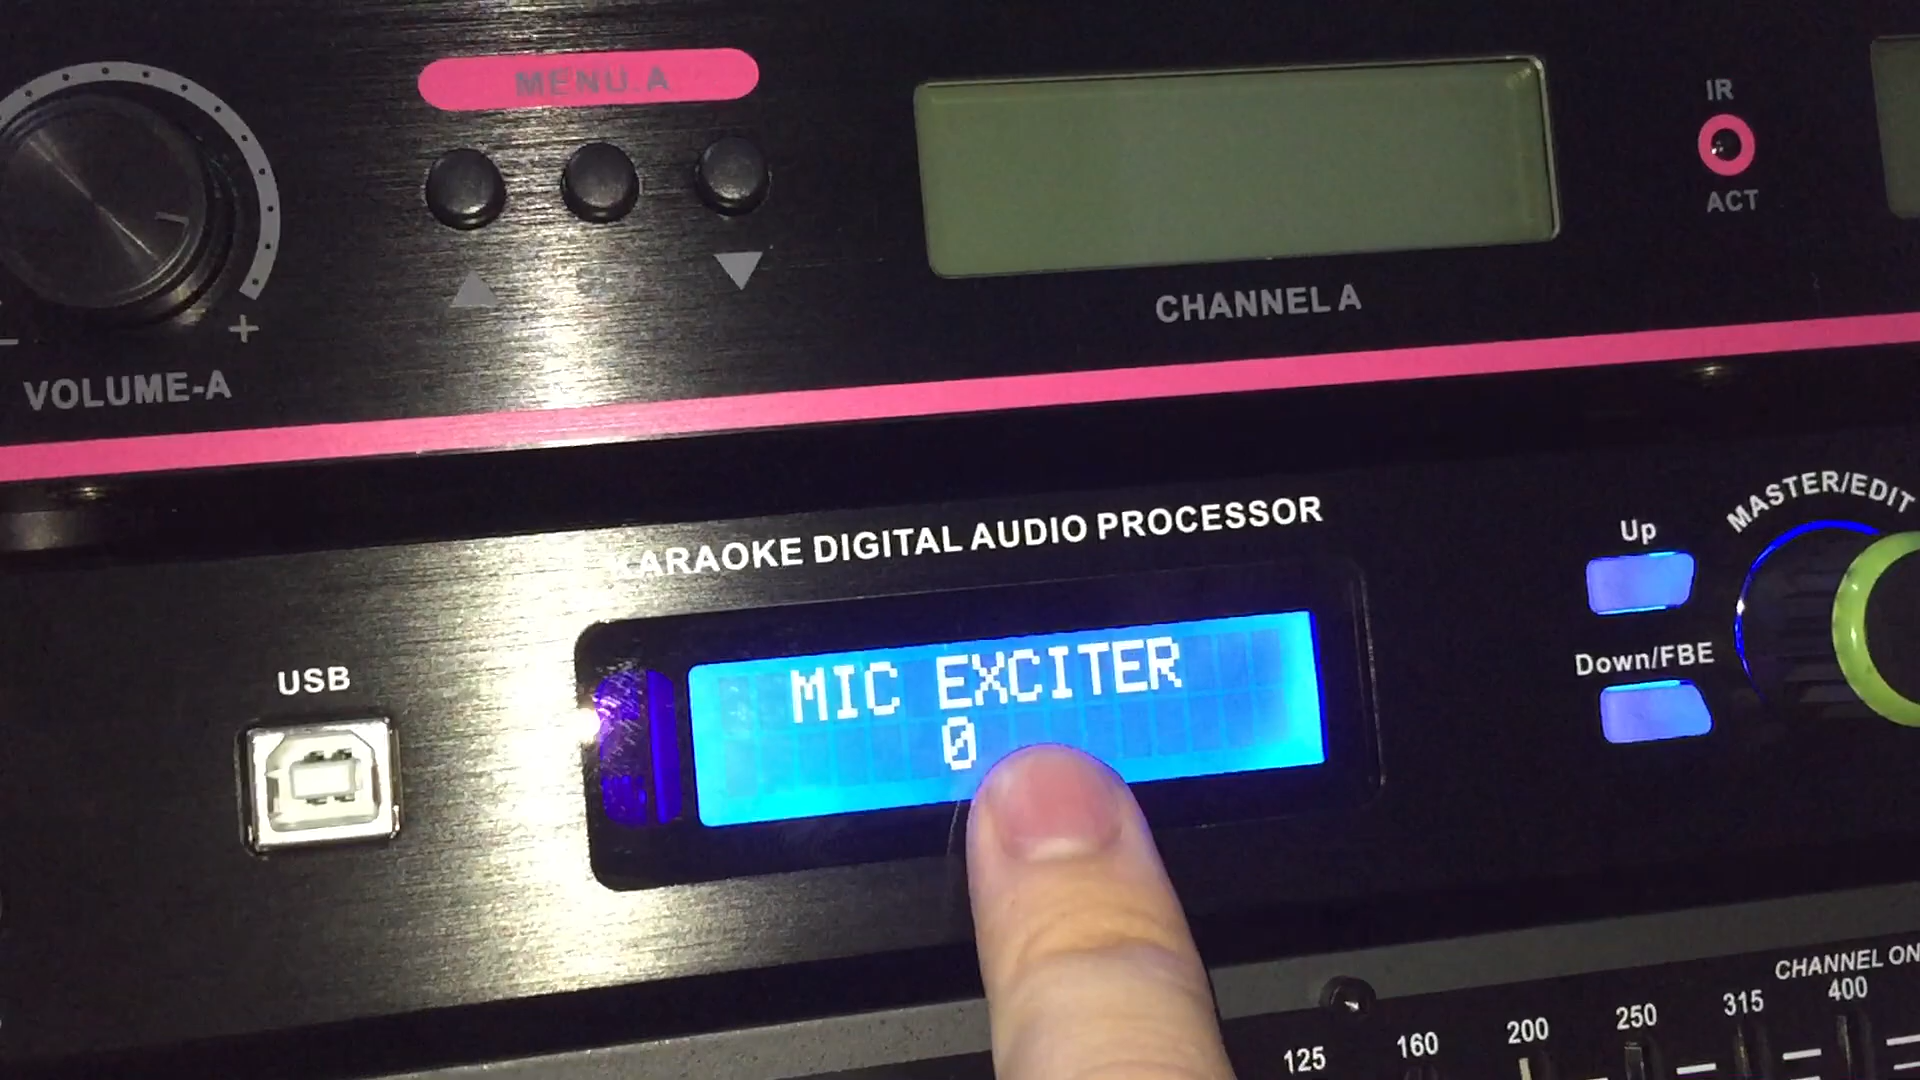 MENU.A
IR
ACT
CHANNEL A
+
VOLUME-A
KARAOKE DIGITAL AUDIO PROCESSOR
MASTER/EDIT
Up
Down/FBE
USB
MIC EXCITER
0
CHANNEL ON
125 160 200 250 315 400